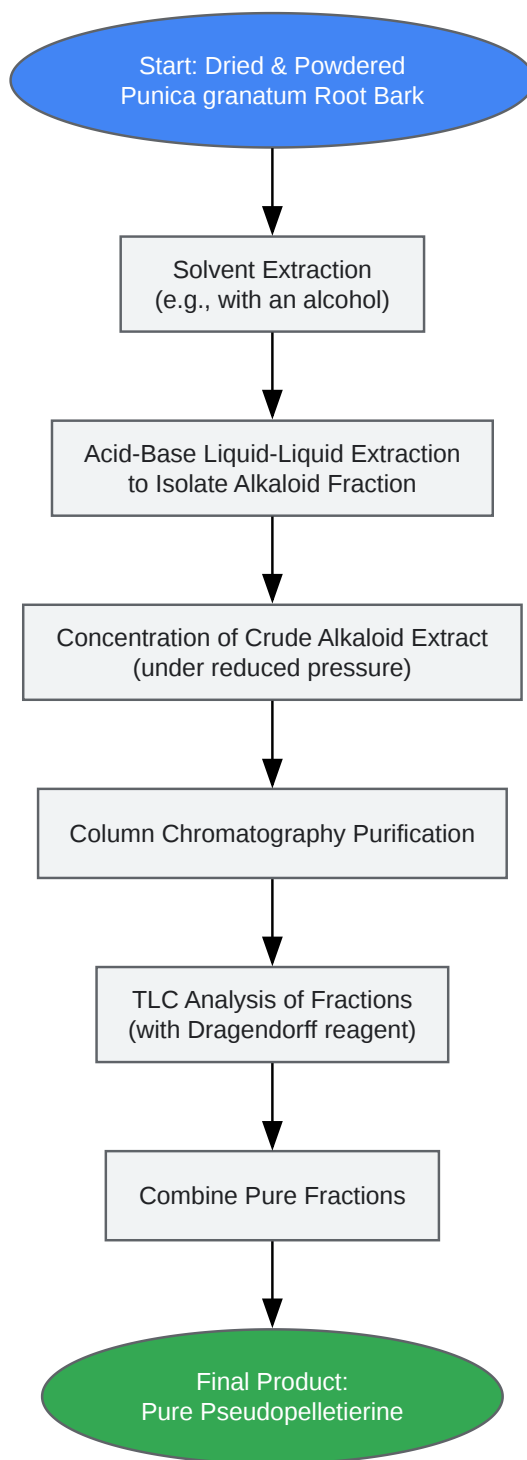 Start: Dried & Powdered
Punica granatum Root Bark
Solvent Extraction
(e.g., with an alcohol)
Acid-Base Liquid-Liquid Extraction
to Isolate Alkaloid Fraction
Concentration of Crude Alkaloid Extract
(under reduced pressure)
Column Chromatography Purification
TLC Analysis of Fractions
(with Dragendorff reagent)
Combine Pure Fractions
Final Product:
Pure Pseudopelletierine